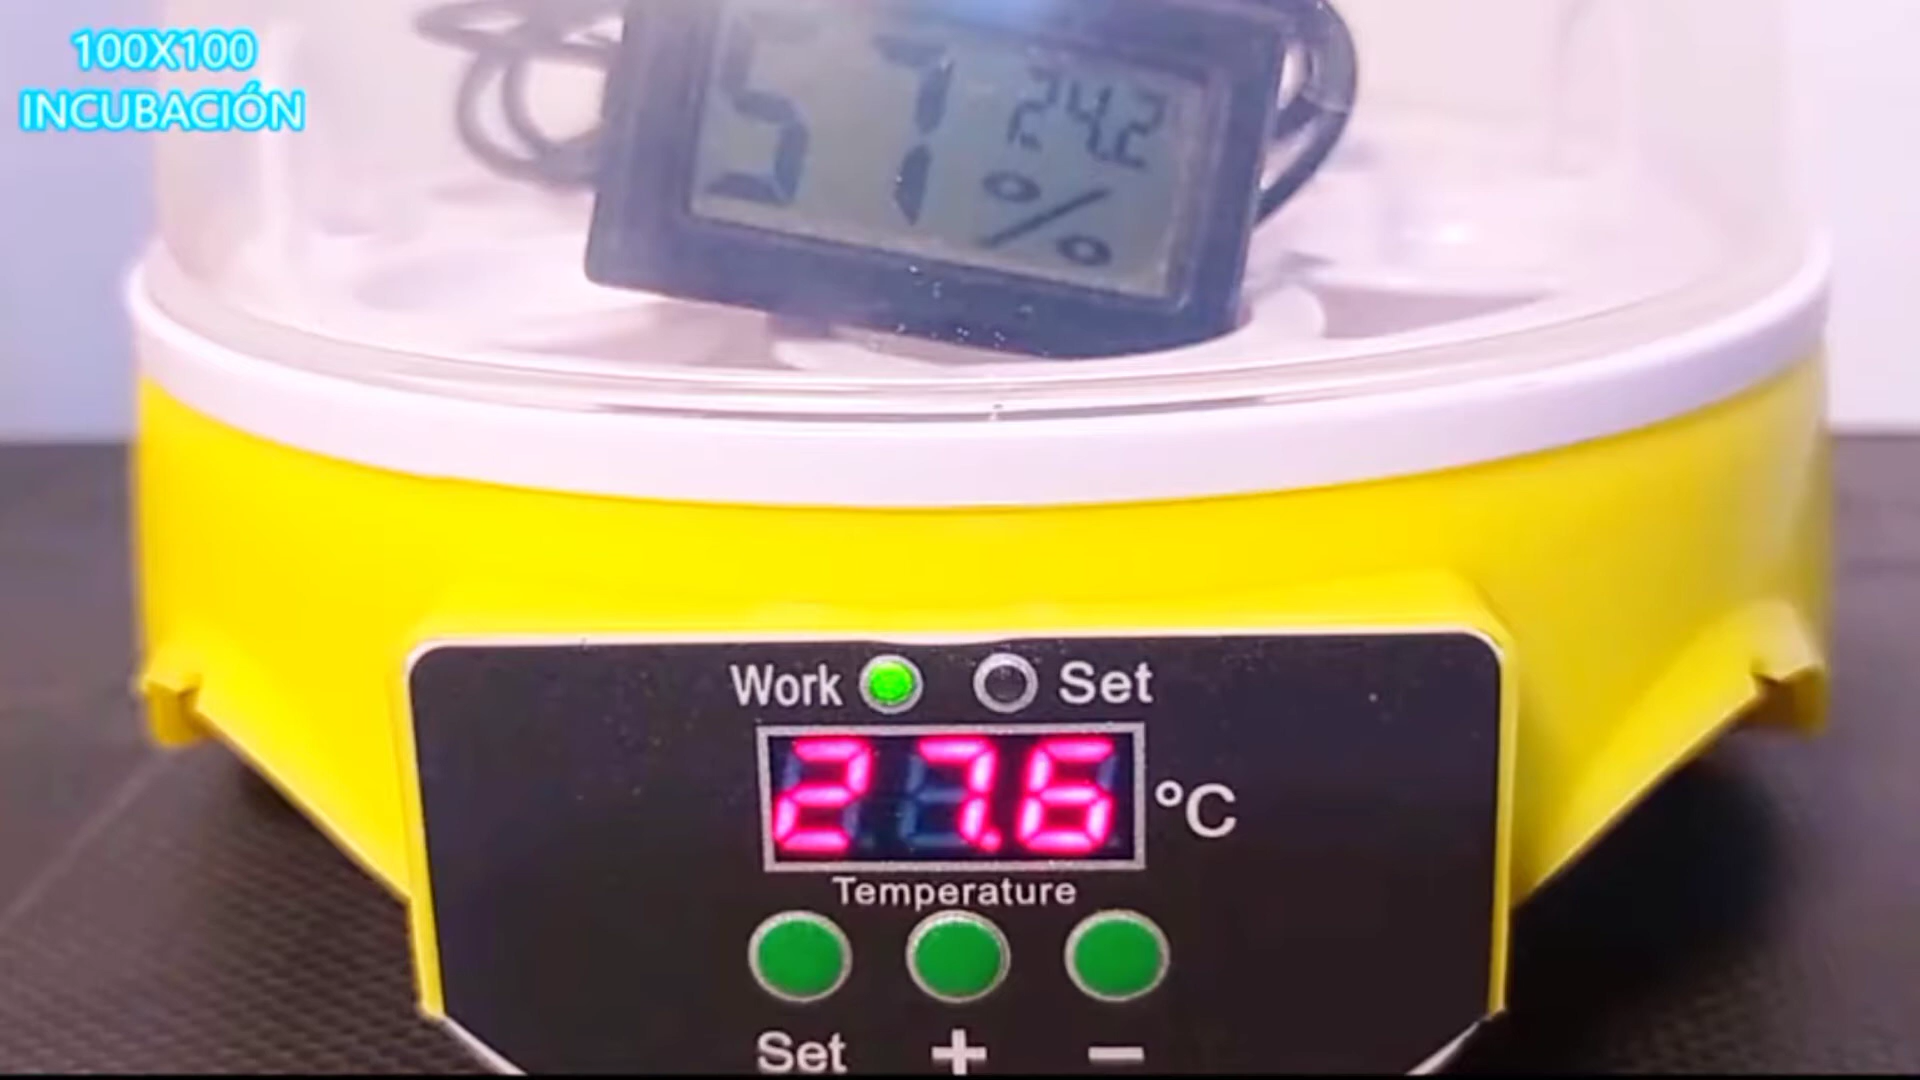 100X100
INCUBACIÓN
57
24.2
%
Work Set
27.6 °C
Temperature
Set + −